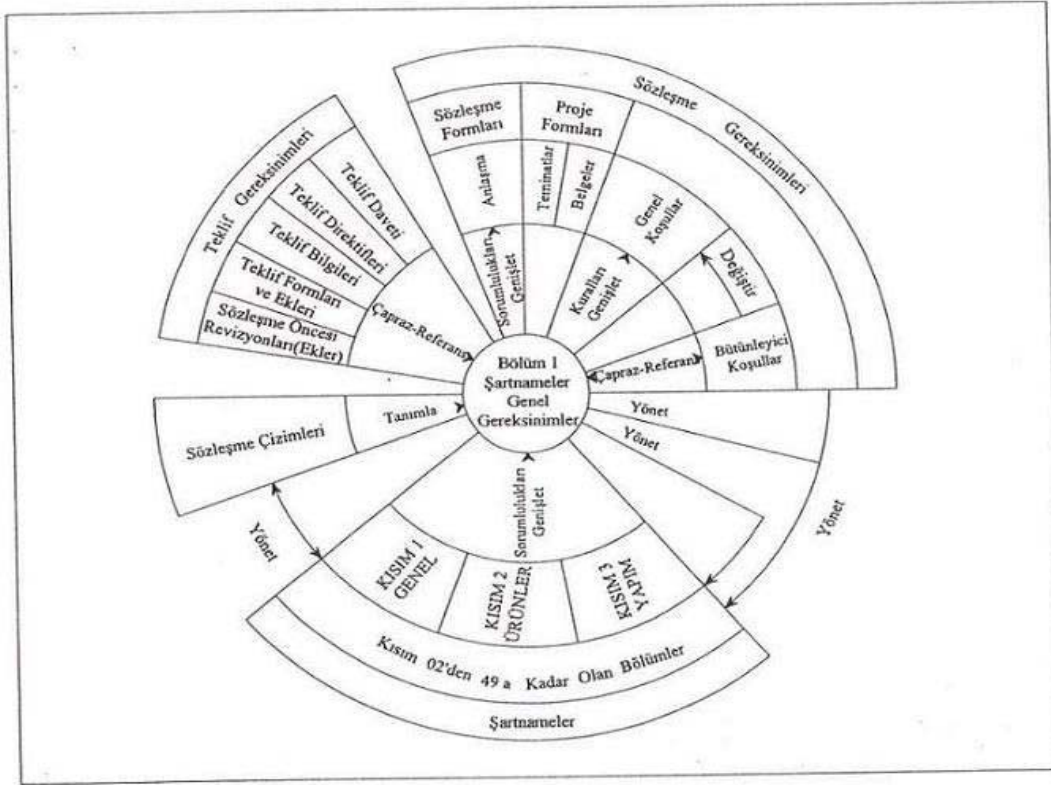 Sözleşme
Gereksinimleri
Sözleşme
Formları
Proje
Formları
Anlaşma
Teminatlar
Belgeler
Genel
Koşullar
Değiştir
Sorumlulukları
Genişlet
Kuralları
Genişlet
Çapraz-Referans
Bütünleyici
Koşullar
Teklif Gereksinimleri
Teklif Daveti
Teklif Direktifleri
Teklif Bilgileri
Teklif Formları
ve Ekleri
Sözleşme Öncesi
Revizyonları(Ekler)
Çapraz-Referans
Bölüm 1
Şartnameler
Genel
Gereksinimler
Sözleşme Çizimleri
Tanımla
Yönet
Yönet
Yönet
Yönet
Sorumlulukları
Genişlet
KISIM 1
GENEL
KISIM 2
ÜRÜNLER
KISIM 3
YAPIM
Kısım 02'den 49 a Kadar Olan Bölümler
Şartnameler